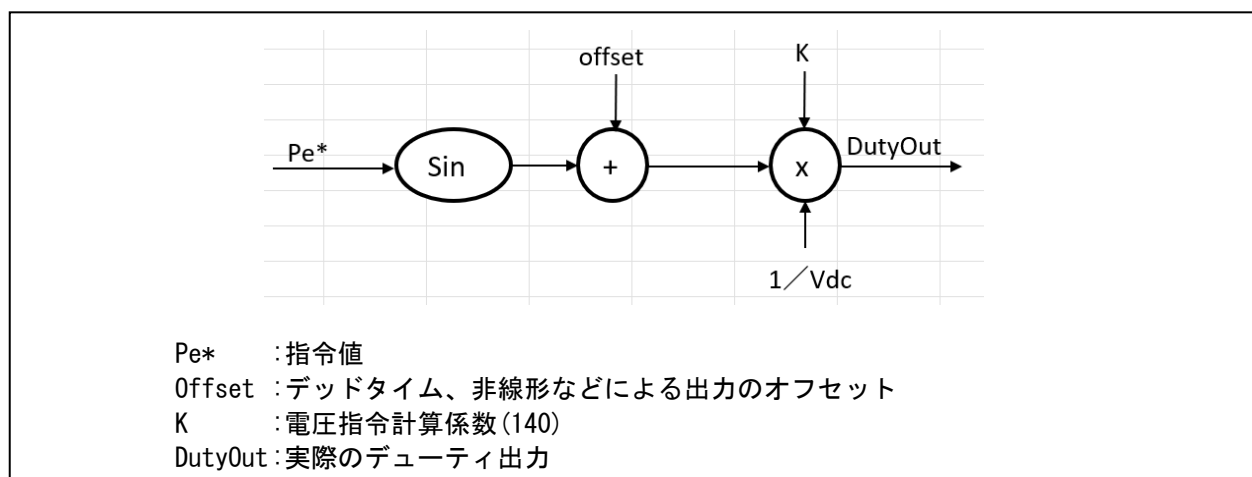 offset
K
Pe*
Sin
+
x
DutyOut
1／Vdc
Pe* :指令値
Offset :デッドタイム、非線形などによる出力のオフセット
K :電圧指令計算係数(140)
DutyOut:実際のデューティ出力